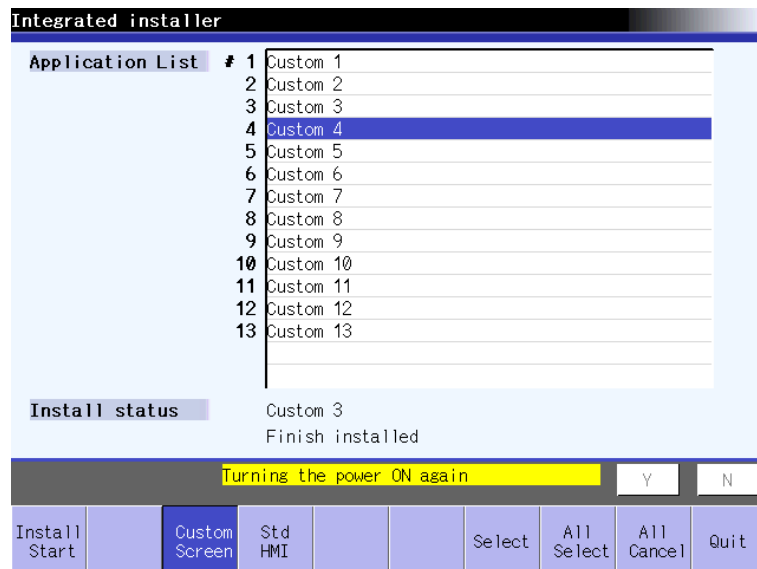 Integrated installer
Application List # 1 Custom 1
2 Custom 2
3 Custom 3
4 Custom 4
5 Custom 5
6 Custom 6
7 Custom 7
8 Custom 8
9 Custom 9
10 Custom 10
11 Custom 11
12 Custom 12
13 Custom 13
Install status Custom 3
Finish installed
Turning the power ON again Y N
Install Start Custom Screen Std HMI Select All Select All Cancel Quit